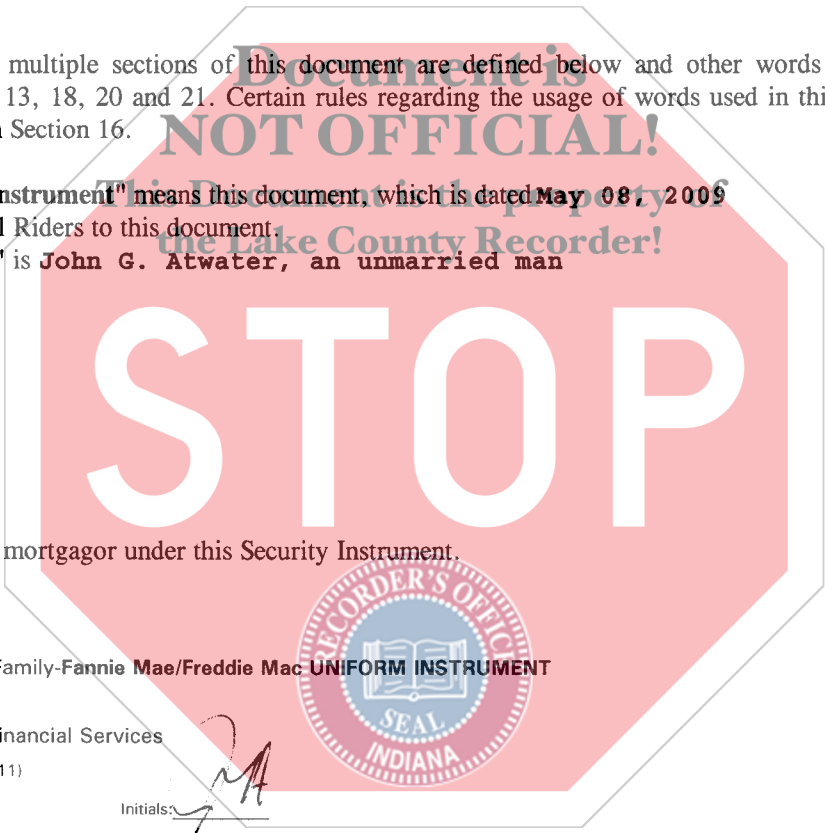 Document is
multiple sections of this document are defined below and other words
13, 18, 20 and 21. Certain rules regarding the usage of words used in thi
NOT OFFICIAL!
Section 16.
This Document is the property of
nstrument" means this document, which is dated May 08, 2009
l Riders to this document.
the Lake County Recorder!
" is John G. Atwater, an unmarried man
STOP
mortgagor under this Security Instrument.
RECORDER'S OFFICE
Family-Fannie Mae/Freddie Mac UNIFORM INSTRUMENT
SEAL
inancial Services
INDIANA
11)
Initials: